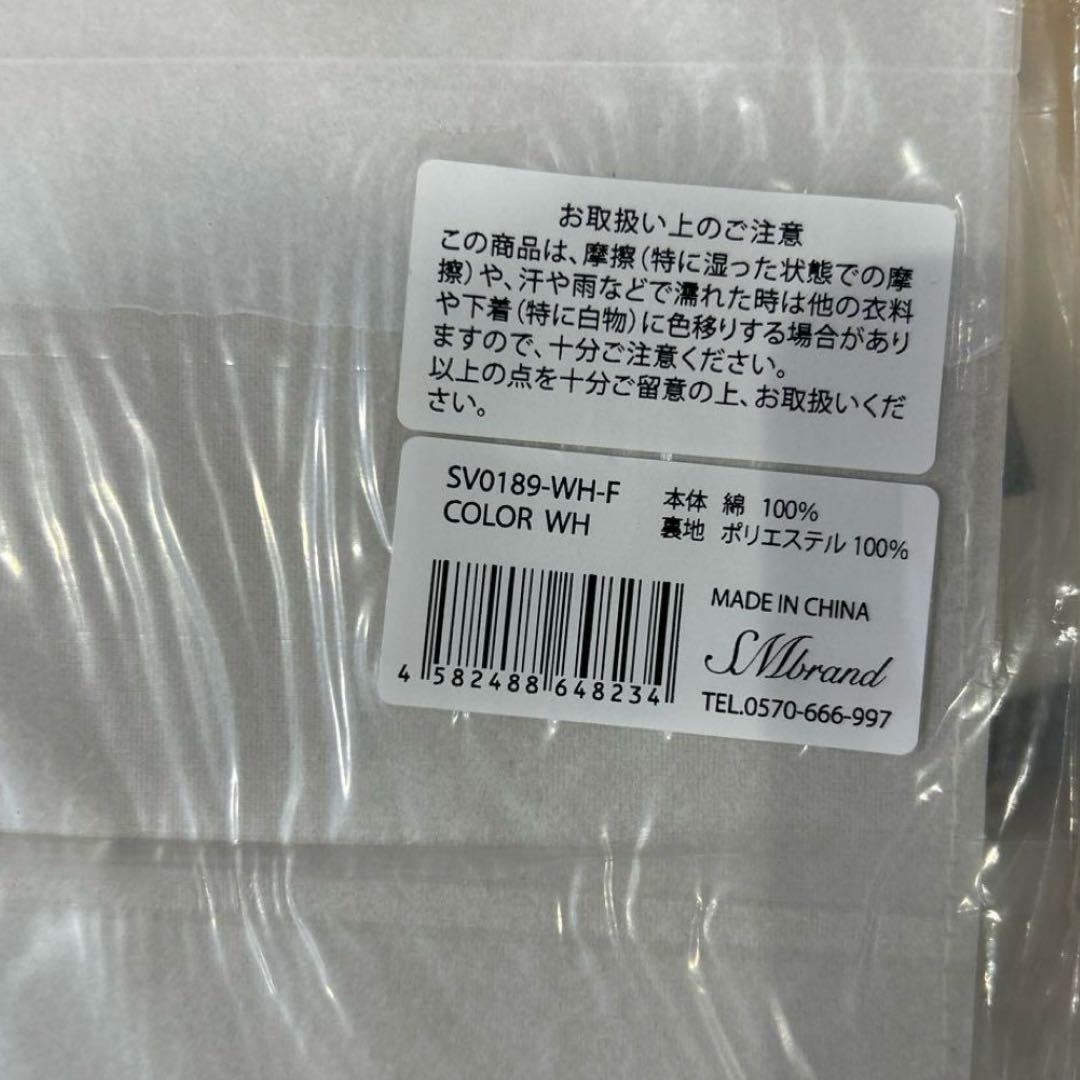 お取扱い上のご注意
この商品は、摩擦(特に湿った状態での摩
擦)や、汗や雨などで濡れた時は他の衣料
や下着(特に白物)に色移りする場合があり
ますので、十分ご注意ください。
以上の点を十分ご留意の上、お取扱いくだ
さい。
SV0189-WH-F
COLOR WH
本体 綿 100%
裏地 ポリエステル 100%
4 582488 648234
MADE IN CHINA
SMbrand
TEL.0570-666-997